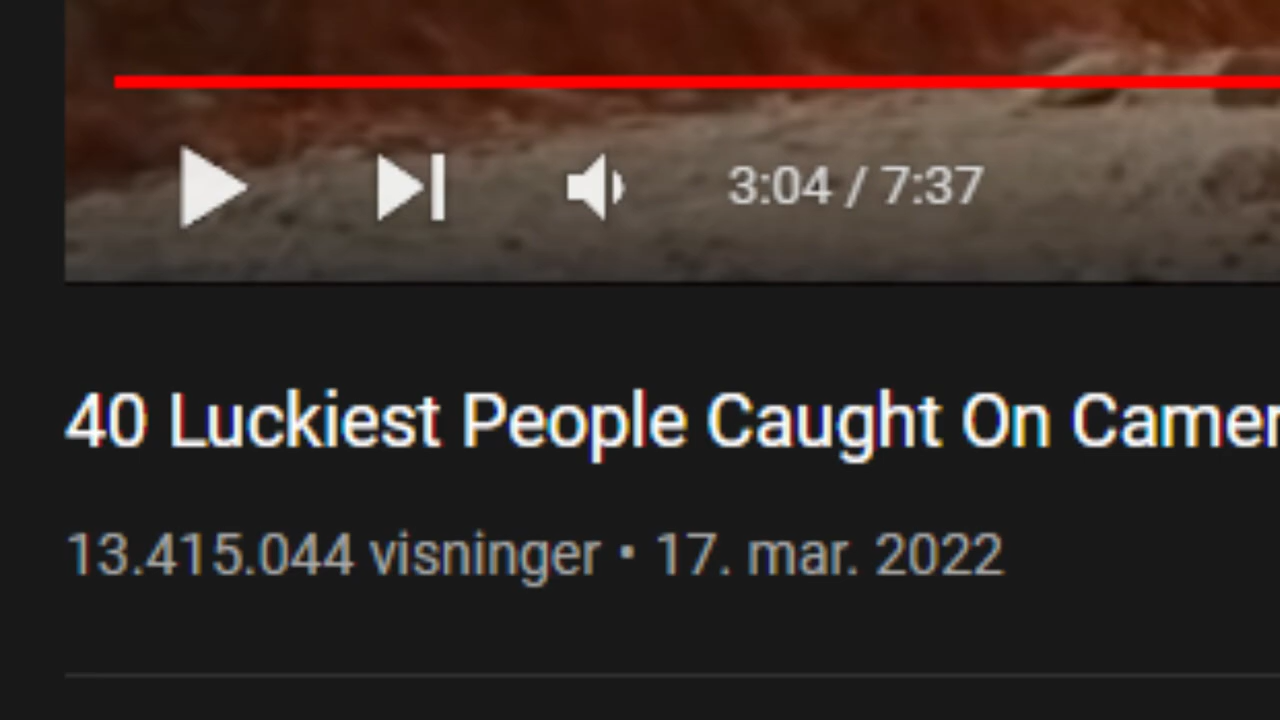 3:04 / 7:37
40 Luckiest People Caught On
13.415.044 visninger • 17. mar. 2022